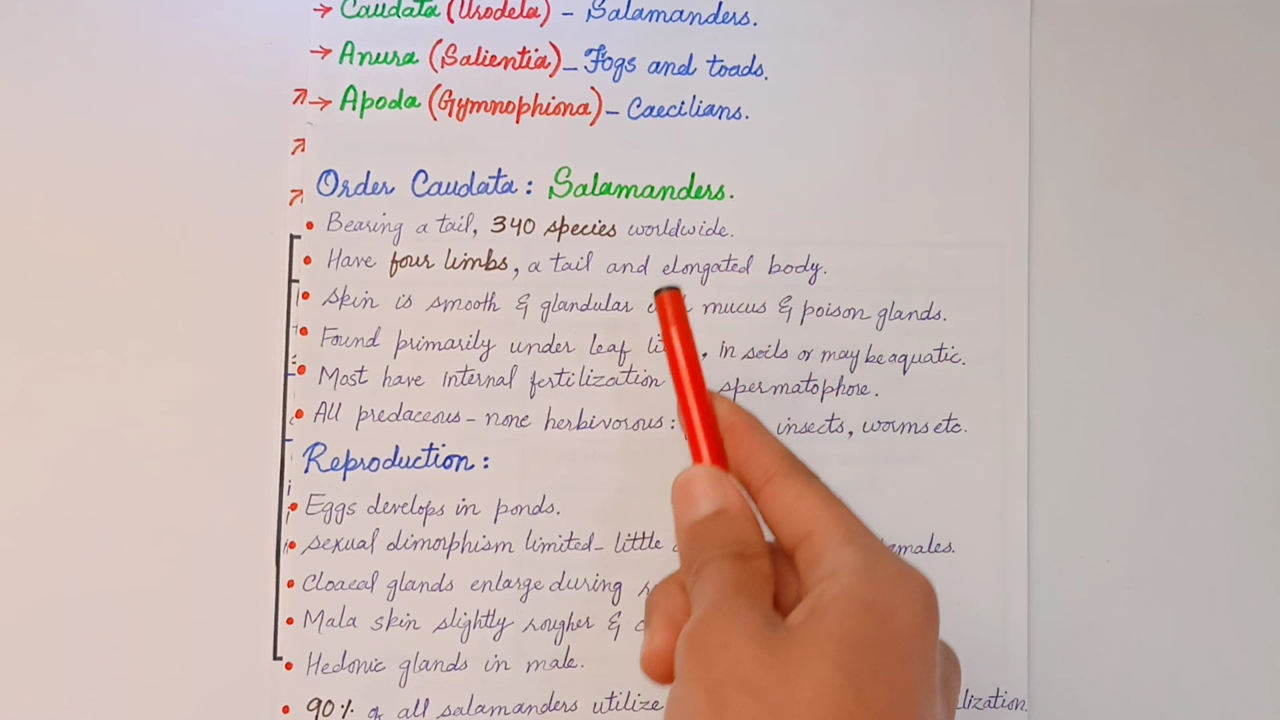 → Caudata (Urodela) - Salamanders.
→ Anura (Salientia) - Fogs and toads.
→ Apoda (Gymnophiona) - Caecilians.
Order Caudata: Salamanders.
• Bearing a tail, 340 species worldwide.
• Have four limbs, a tail and elongated body.
• Skin is smooth & glandular mucus & poison glands.
• Found primarily under leaf , in soils or may be aquatic.
• Most have internal fertilization spermatophore.
• All predaceous - none herbivorous: insects, worms etc.
Reproduction:
• Eggs develops in ponds.
• Sexual dimorphism limited - little
• Cloacal glands enlarge during
• Mala skin slightly rougher &
• Hedonic glands in male.
• 90% of all salamanders utilize